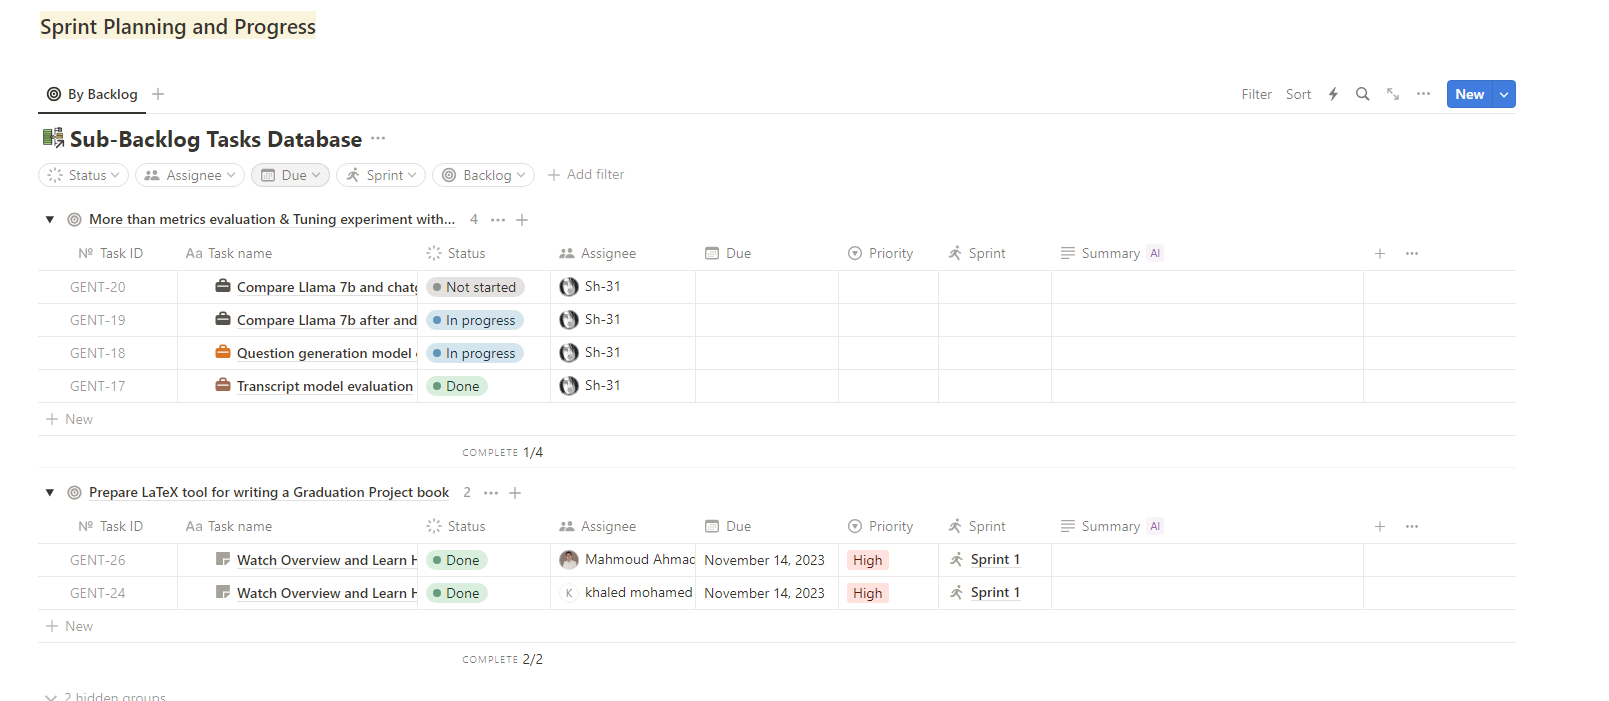 Sprint Planning and Progress
By Backlog
Filter Sort New
Sub-Backlog Tasks Database
Status Assignee Due Sprint Backlog Add filter
More than metrics evaluation & Tuning experiment with... 4
Nº Task ID Aa Task name Status Assignee Due Priority Sprint Summary AI
GENT-20 Compare Llama 7b and Not started Sh-31
GENT-19 Compare Llama 7b after and In progress Sh-31
GENT-18 Question generation model In progress Sh-31
GENT-17 Transcript model evaluation Done Sh-31
New
COMPLETE 1/4
Prepare LaTeX tool for writing a Graduation Project book 2
Nº Task ID Aa Task name Status Assignee Due Priority Sprint Summary AI
GENT-26 Watch Overview and Learn H Done Mahmoud Ahmad November 14, 2023 High Sprint 1
GENT-24 Watch Overview and Learn H Done K khaled mohamed November 14, 2023 High Sprint 1
New
COMPLETE 2/2
2 hidden groups